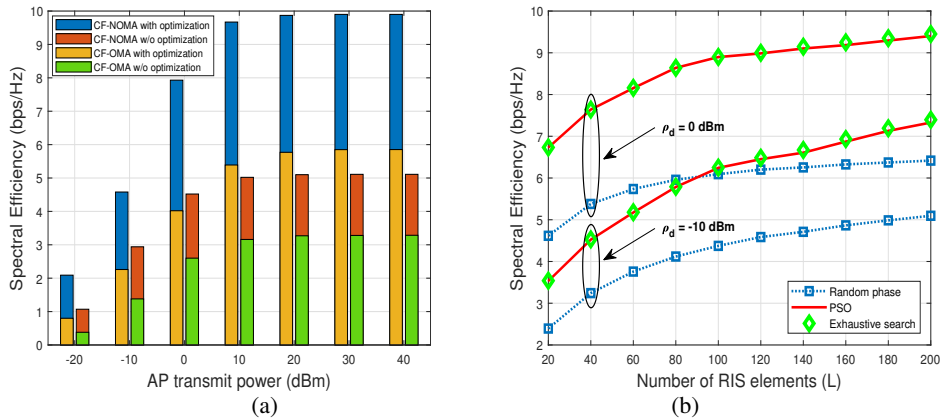 10
9
8
7
6
5
4
3
2
1
0
Spectral Efficiency (bps/Hz)
CF-NOMA with optimization
CF-NOMA w/o optimization
CF-OMA with optimization
CF-OMA w/o optimization
-20 -10 0 10 20 30 40
AP transmit power (dBm)
(a)
10
9
8
7
6
5
4
3
2
Spectral Efficiency (bps/Hz)
ρd = 0 dBm
ρd = -10 dBm
Random phase
PSO
Exhaustive search
20 40 60 80 100 120 140 160 180 200
Number of RIS elements (L)
(b)